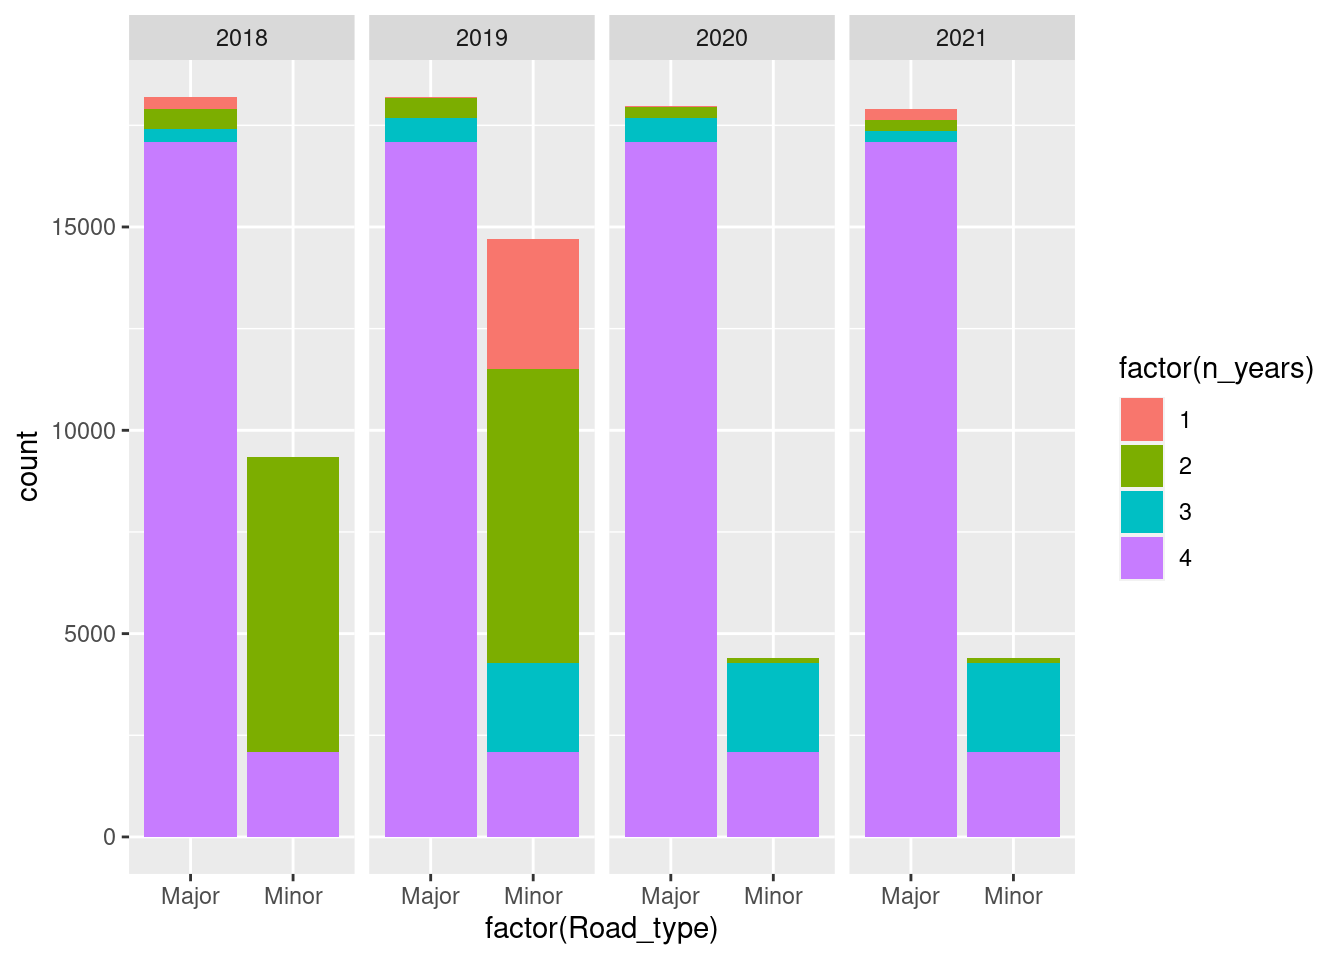 2018 2019 2020 2021
15000
10000
5000
0
count
Major Minor Major Minor Major Minor Major Minor
factor(Road_type)
factor(n_years)
1
2
3
4